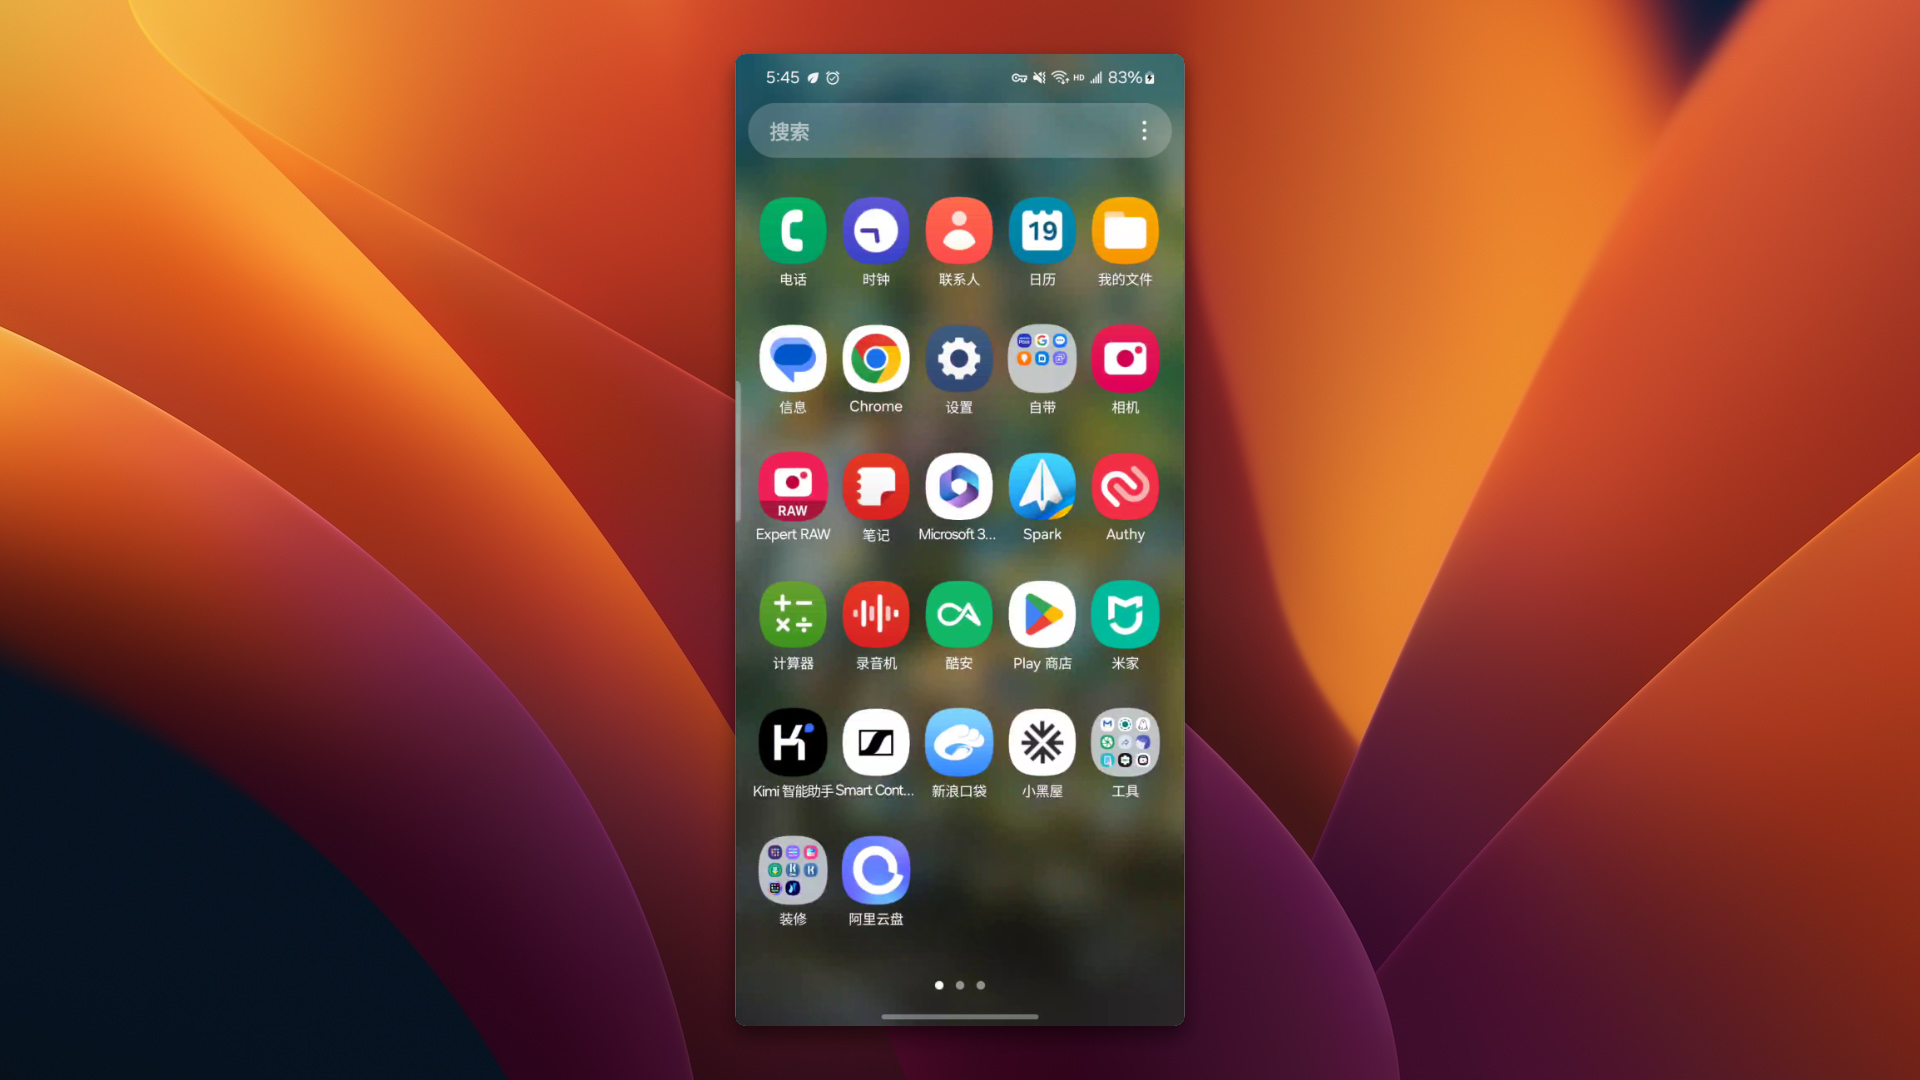 5:45 HD 83%
搜索
19
电话 时钟 联系人 日历 我的文件
信息 Chrome 设置 自带 相机
RAW
Expert RAW 笔记 Microsoft 3... Spark Authy
计算器 录音机 酷安 Play 商店 米家
Kimi 智能助手 Smart Cont... 新浪口袋 小黑屋 工具
装修 阿里云盘